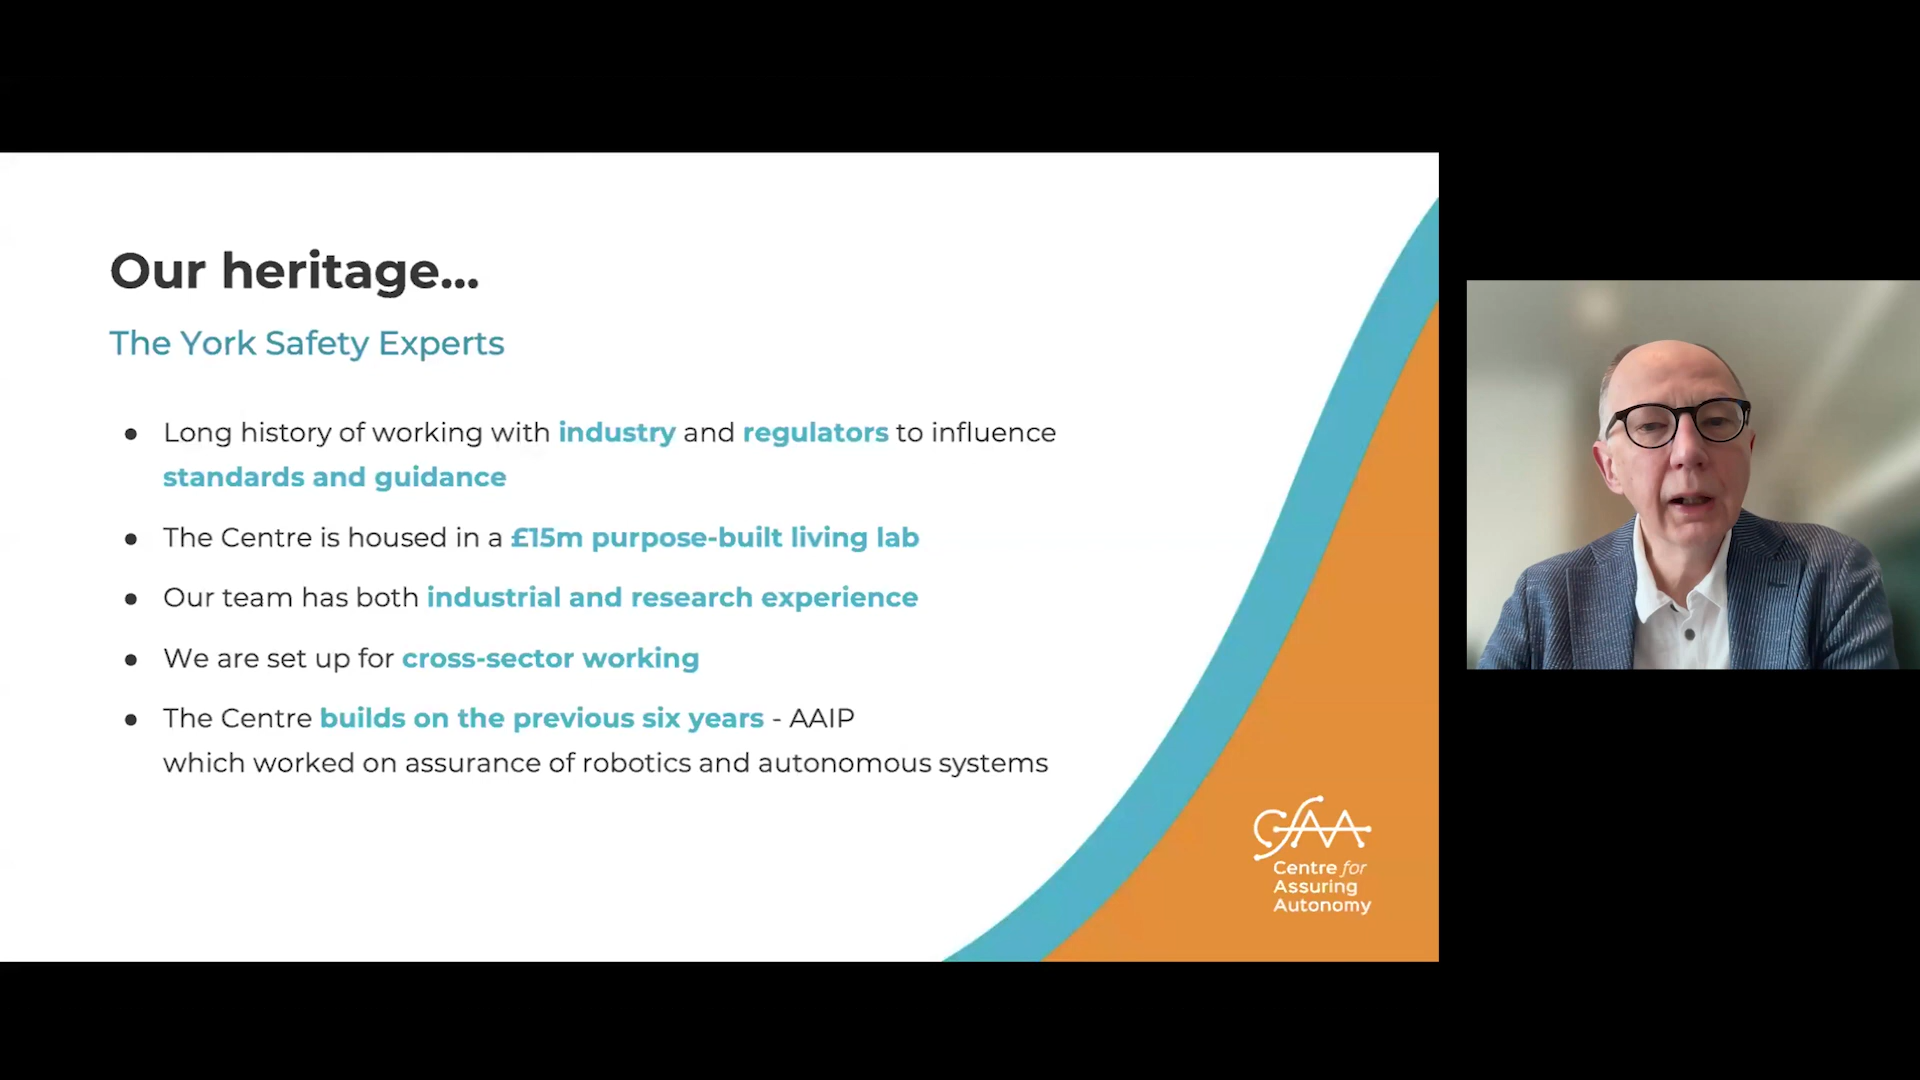 Our heritage...
The York Safety Experts
● Long history of working with industry and regulators to influence
standards and guidance
● The Centre is housed in a £15m purpose-built living lab
● Our team has both industrial and research experience
● We are set up for cross-sector working
● The Centre builds on the previous six years - AAIP
which worked on assurance of robotics and autonomous systems
CfAA
Centre for
Assuring
Autonomy